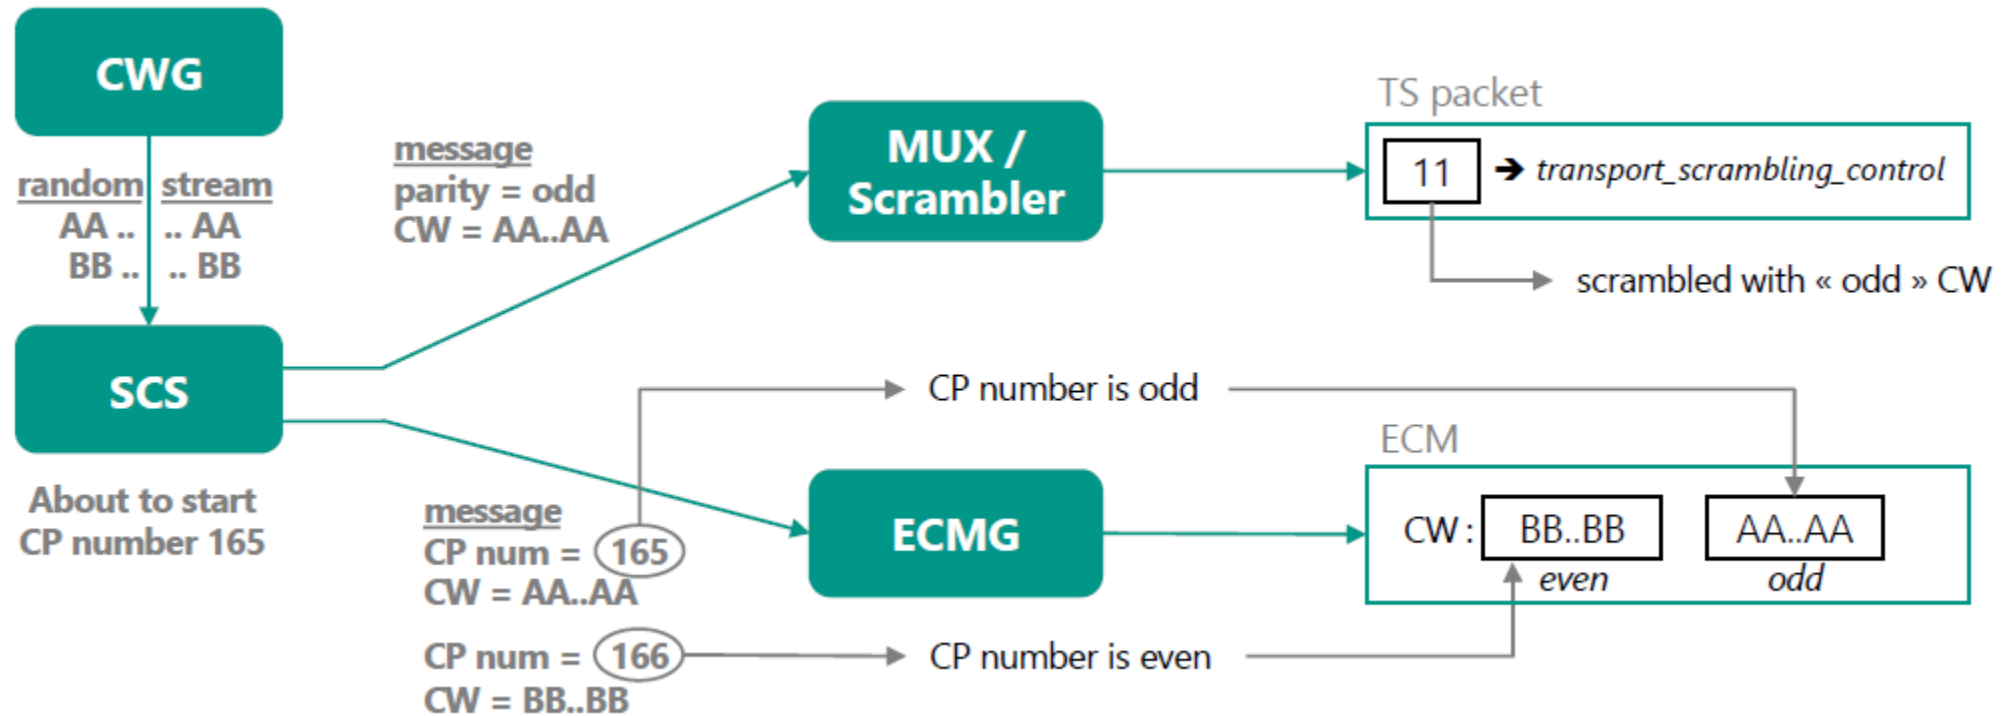 CWG
random stream
AA .. .. AA
BB .. .. BB
SCS
About to start
CP number 165
message
parity = odd
CW = AA..AA
MUX /
Scrambler
TS packet
11 ➔ transport_scrambling_control
scrambled with « odd » CW
CP number is odd
message
CP num = 165
CW = AA..AA
CP num = 166
CW = BB..BB
ECMG
CP number is even
ECM
CW : BB..BB AA..AA
even odd